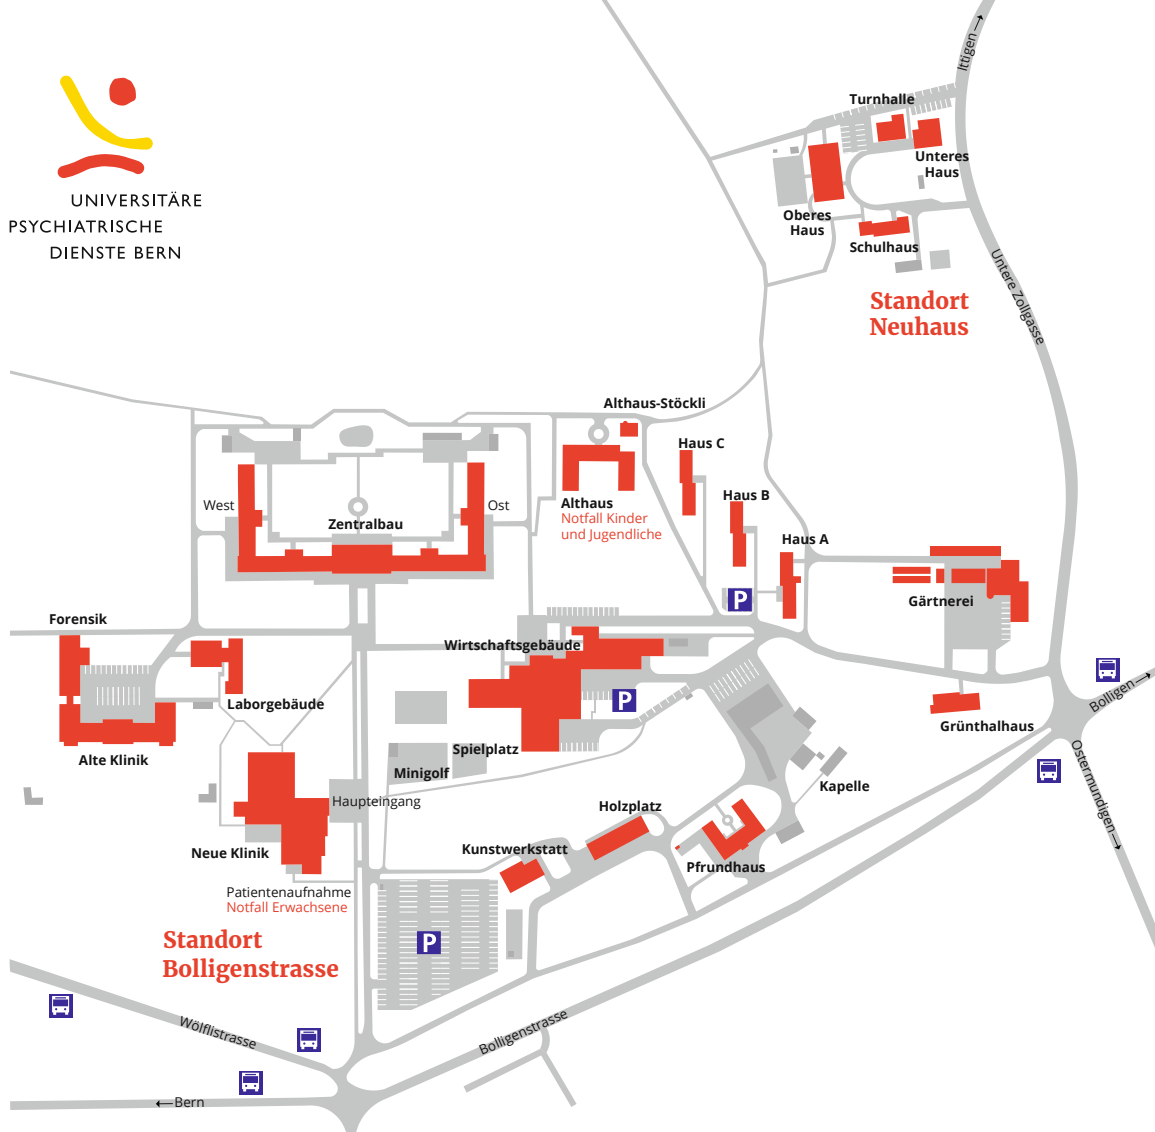 UNIVERSITÄRE
PSYCHIATRISCHE
DIENSTE BERN
Ittigen →
Turnhalle
Unteres
Haus
Oberes
Haus
Schulhaus
Untere Zollgasse
Standort
Neuhaus
Althaus-Stöckli
Haus C
West
Ost
Zentralbau
Althaus
Notfall Kinder
und Jugendliche
Haus B
Haus A
P
Gärtnerei
Forensik
Wirtschaftsgebäude
Laborgebäude
P
Bolligen →
Grünthalhaus
Alte Klinik
Spielplatz
Minigolf
Ostermundigen →
Kapelle
Haupteingang
Holzplatz
Neue Klinik
Kunstwerkstatt
Pfrundhaus
Patientenaufnahme
Notfall Erwachsene
Standort
Bolligenstrasse
P
Wölflistrasse
Bolligenstrasse
← Bern